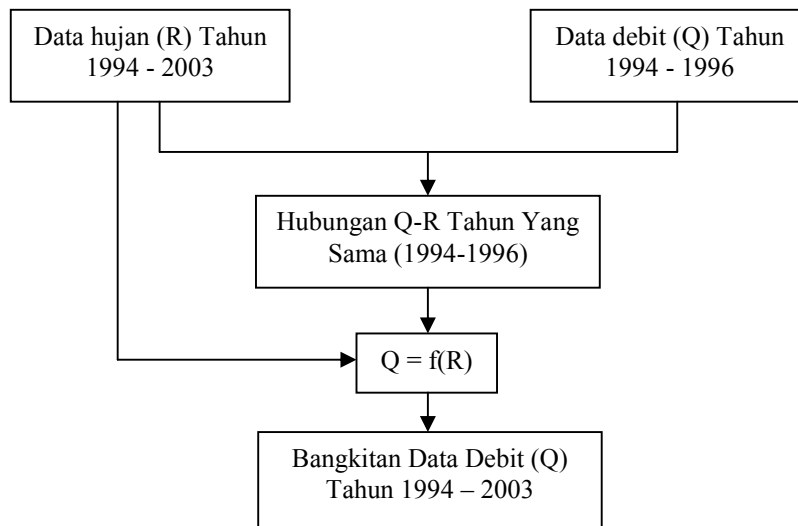 Data hujan (R) Tahun
1994 - 2003
Data debit (Q) Tahun
1994 - 1996
Hubungan Q-R Tahun Yang
Sama (1994-1996)
Q = f(R)
Bangkitan Data Debit (Q)
Tahun 1994 – 2003